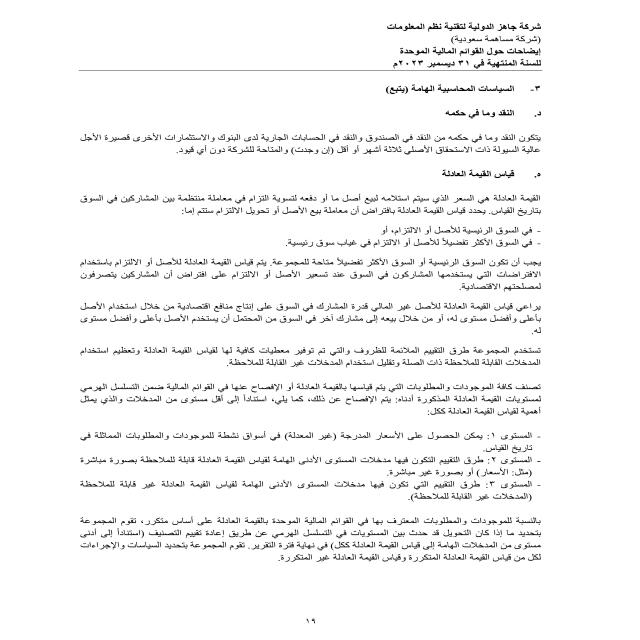 شركة جاهز الدولية لتقنية نظم المعلومات
(شركة مساهمة سعودية)
إيضاحات حول القوائم المالية الموحدة
للسنة المنتهية في ٣١ ديسمبر ٢٠٢٣م
٣- السياسات المحاسبية الهامة (يتبع)
د. النقد وما في حكمه
يتكون النقد وما في حكمه من النقد في الصندوق والنقد في الحسابات الجارية لدى البنوك والاستثمارات الأخرى قصيرة الأجل
عالية السيولة ذات الاستحقاق الأصلي ثلاثة أشهر أو أقل (إن وجدت) والمتاحة للشركة دون أي قيود.
ه. قياس القيمة العادلة
القيمة العادلة هي السعر الذي سيتم استلامه لبيع أصل ما أو دفعه لتسوية التزام في معاملة منتظمة بين المشاركين في السوق
بتاريخ القياس. يحدد قياس القيمة العادلة بافتراض أن معاملة بيع الأصل أو تحويل الالتزام ستتم إما:
- في السوق الرئيسية للأصل أو الالتزام، أو
- في السوق الأكثر تفضيلاً للأصل أو الالتزام في غياب سوق رئيسية.
يجب أن تكون السوق الرئيسية أو السوق الأكثر تفضيلاً متاحة للمجموعة. يتم قياس القيمة العادلة للأصل أو الالتزام باستخدام
الافتراضات التي يستخدمها المشاركون في السوق عند تسعير الأصل أو الالتزام على افتراض أن المشاركين يتصرفون
لمصلحتهم الاقتصادية.
يراعي قياس القيمة العادلة للأصل غير المالي قدرة المشارك في السوق على إنتاج منافع اقتصادية من خلال استخدام الأصل
بأعلى وأفضل مستوى له، أو من خلال بيعه إلى مشارك آخر في السوق من المحتمل أن يستخدم الأصل بأعلى وأفضل مستوى
له.
تستخدم المجموعة طرق التقييم الملائمة للظروف والتي تم توفير معطيات كافية لها لقياس القيمة العادلة وتعظيم استخدام
المدخلات القابلة للملاحظة ذات الصلة وتقليل استخدام المدخلات غير القابلة للملاحظة.
تصنف كافة الموجودات والمطلوبات التي يتم قياسها بالقيمة العادلة أو الإفصاح عنها في القوائم المالية ضمن التسلسل الهرمي
لمستويات القيمة العادلة المذكورة أدناه: يتم الإفصاح عن ذلك، كما يلي، استناداً إلى أقل مستوى من المدخلات والذي يمثل
أهمية لقياس القيمة العادلة ككل:
- المستوى ١: يمكن الحصول على الأسعار المدرجة (غير المعدلة) في أسواق نشطة للموجودات والمطلوبات المماثلة في
تاريخ القياس.
- المستوى ٢: طرق التقييم التي تكون فيها مدخلات المستوى الأدنى الهامة لقياس القيمة العادلة قابلة للملاحظة بصورة مباشرة
(مثل: الأسعار) أو بصورة غير مباشرة.
- المستوى ٣: طرق التقييم التي تكون فيها مدخلات المستوى الأدنى الهامة لقياس القيمة العادلة غير قابلة للملاحظة
(المدخلات غير القابلة للملاحظة).
بالنسبة للموجودات والمطلوبات المعترف بها في القوائم المالية الموحدة بالقيمة العادلة على أساس متكرر، تقوم المجموعة
بتحديد ما إذا كان التحويل قد حدث بين المستويات في التسلسل الهرمي عن طريق إعادة تقييم التصنيف (استناداً إلى أدنى
مستوى من المدخلات الهامة إلى قياس القيمة العادلة ككل) في نهاية فترة التقرير. تقوم المجموعة بتحديد السياسات والإجراءات
لكل من قياس القيمة العادلة المتكررة وقياس القيمة العادلة غير المتكررة.
١٩